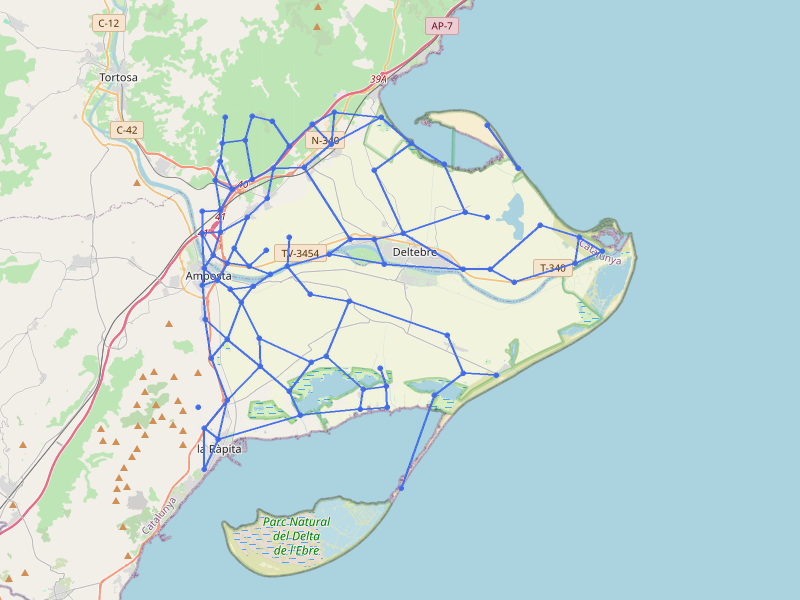 C-12
AP-7
39A
Tortosa
C-42
N-340
40
41
41
TV-3454
Deltebre
Catalunya
T-340
Amposta
la Ràpita
Catalunya
Parc Natural
del Delta
de l'Ebre